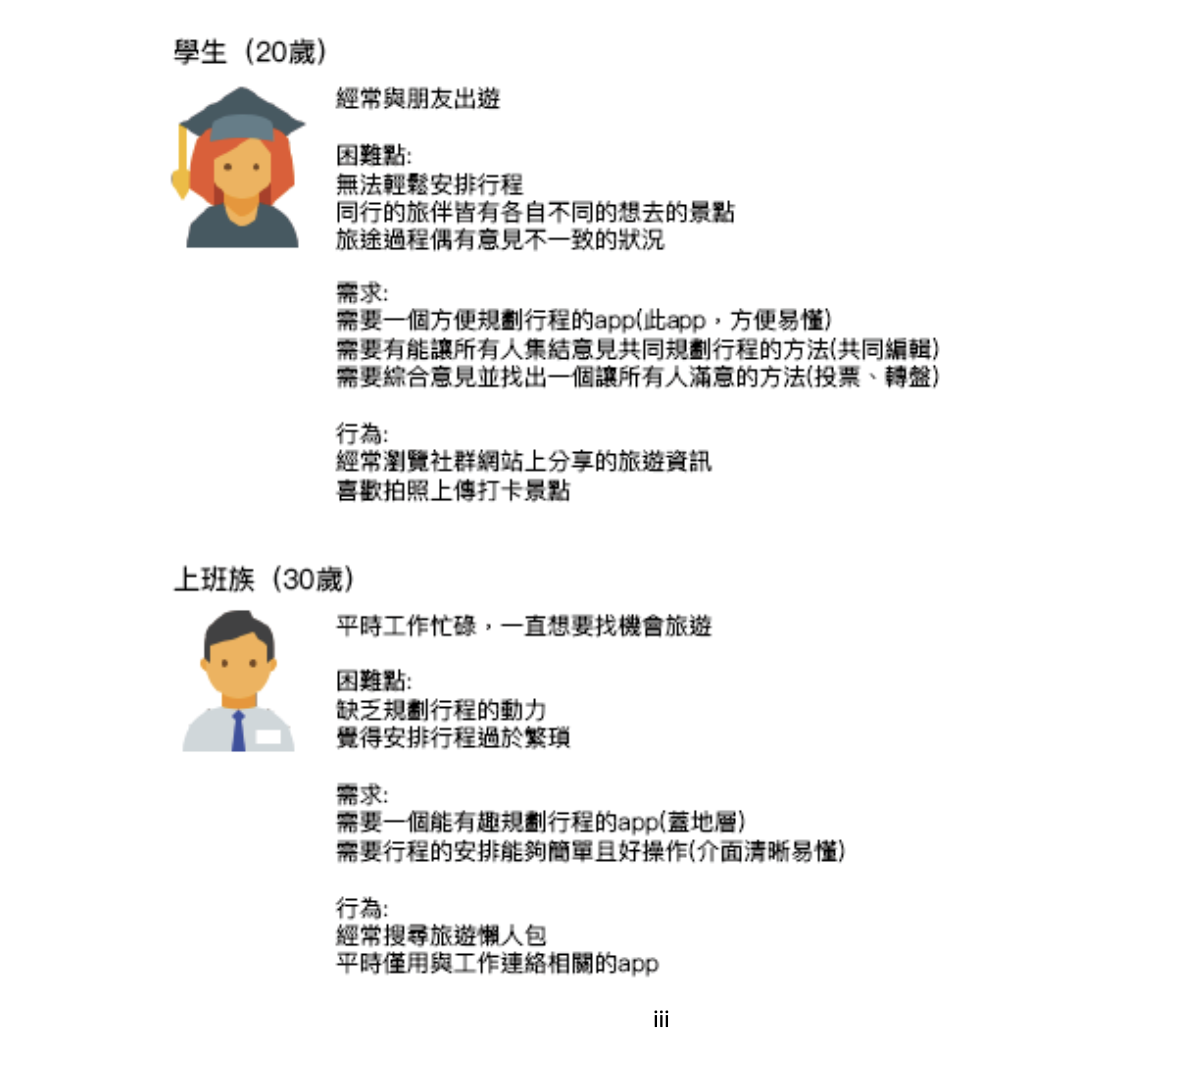 學生（20歲）
經常與朋友出遊
困難點:
無法輕鬆安排行程
同行的旅伴皆有各自不同的想去的景點
旅途過程偶有意見不一致的狀況
需求:
需要一個方便規劃行程的app(此app，方便易懂)
需要有能讓所有人集結意見共同規劃行程的方法(共同編輯)
需要綜合意見並找出一個讓所有人滿意的方法(投票、轉盤)
行為:
經常瀏覽社群網站上分享的旅遊資訊
喜歡拍照上傳打卡景點
上班族（30歲）
平時工作忙碌，一直想要找機會旅遊
困難點:
缺乏規劃行程的動力
覺得安排行程過於繁瑣
需求:
需要一個能有趣規劃行程的app(蓋地層)
需要行程的安排能夠簡單且好操作(介面清晰易懂)
行為:
經常搜尋旅遊懶人包
平時僅用與工作連絡相關的app
iii